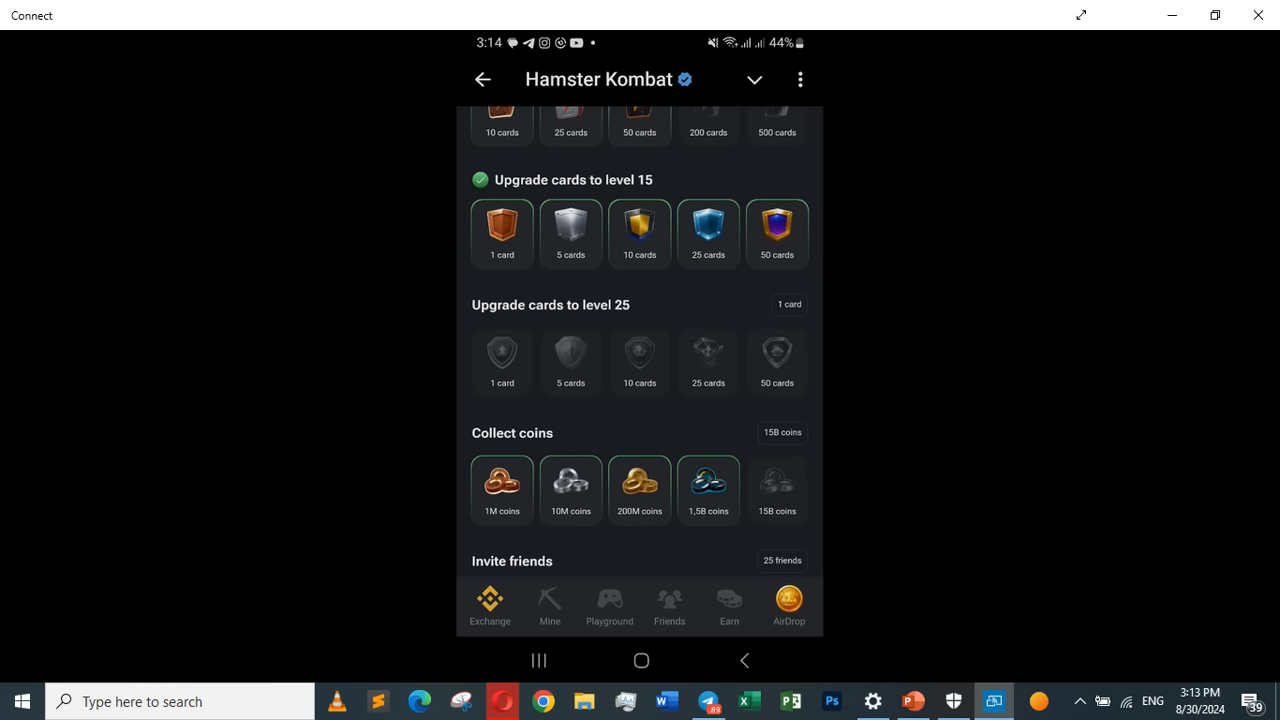 Connect
3:14 44%
Hamster Kombat
10 cards 25 cards 50 cards 200 cards 500 cards
Upgrade cards to level 15
1 card 5 cards 10 cards 25 cards 50 cards
Upgrade cards to level 25 1 card
1 card 5 cards 10 cards 25 cards 50 cards
Collect coins 15B coins
1M coins 10M coins 200M coins 1,5B coins 15B coins
Invite friends 25 friends
Exchange Mine Playground Friends Earn AirDrop
Type here to search 89 ENG 3:13 PM
8/30/2024 39